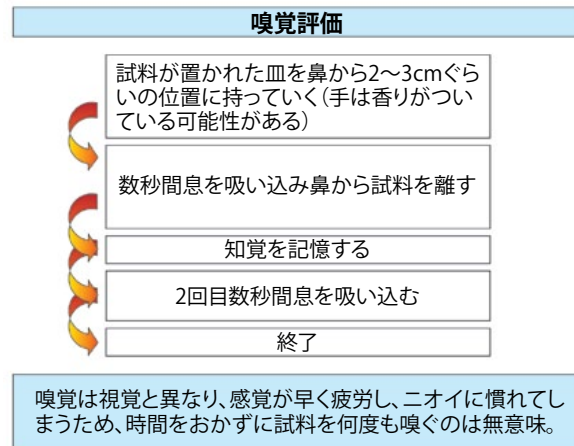 嗅覚評価
試料が置かれた皿を鼻から2〜3cmぐら
いの位置に持っていく(手は香りがつい
ている可能性がある)
数秒間息を吸い込み鼻から試料を離す
知覚を記憶する
2回目数秒間息を吸い込む
終了
嗅覚は視覚と異なり、感覚が早く疲労し、ニオイに慣れてし
まうため、時間をおかずに試料を何度も嗅ぐのは無意味。